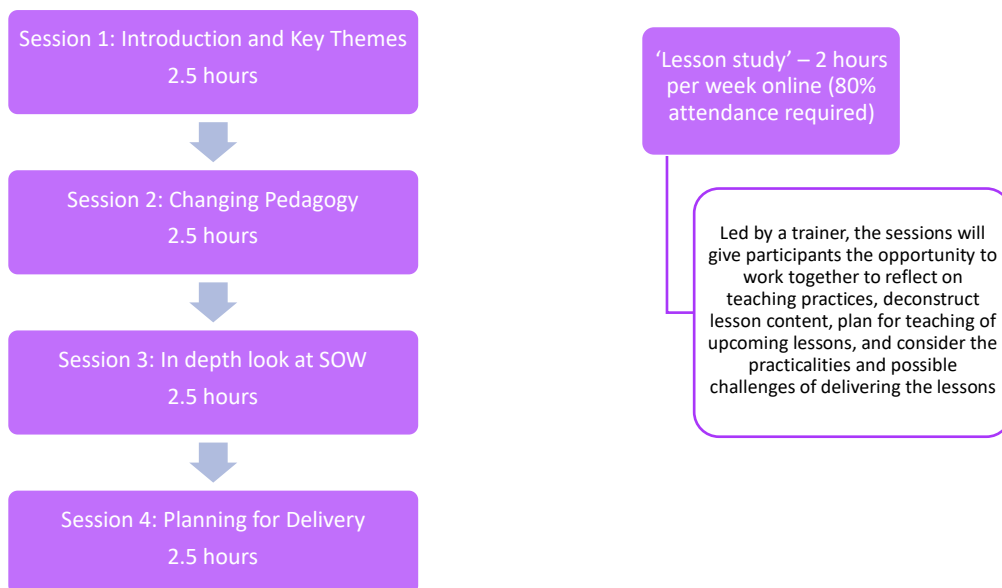 Session 1: Introduction and Key Themes
2.5 hours
Session 2: Changing Pedagogy
2.5 hours
Session 3: In depth look at SOW
2.5 hours
Session 4: Planning for Delivery
2.5 hours
‘Lesson study’ – 2 hours
per week online (80%
attendance required)
Led by a trainer, the sessions will
give participants the opportunity to
work together to reflect on
teaching practices, deconstruct
lesson content, plan for teaching of
upcoming lessons, and consider the
practicalities and possible
challenges of delivering the lessons